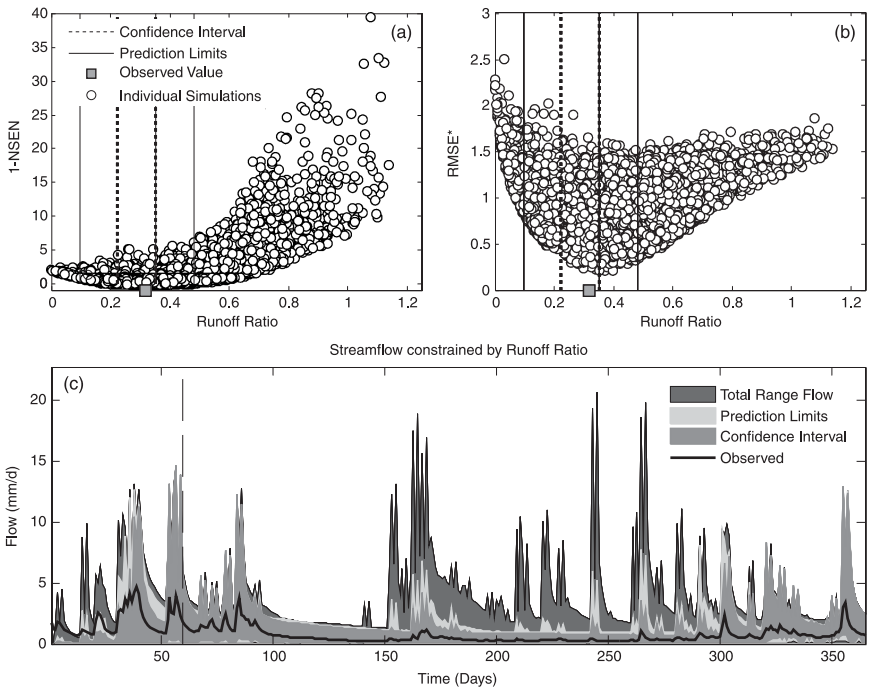 40
35
30
25
20
15
10
5
0
1-NSEN
Confidence Interval
Prediction Limits
Observed Value
Individual Simulations
(a)
0 0.2 0.4 0.6 0.8 1 1.2
Runoff Ratio
3
2.5
2
1.5
1
0.5
0
RMSE*
(b)
0 0.2 0.4 0.6 0.8 1 1.2
Runoff Ratio
Streamflow constrained by Runoff Ratio
(c)
20
15
10
5
0
Flow (mm/d)
Total Range Flow
Prediction Limits
Confidence Interval
Observed
50 100 150 200 250 300 350
Time (Days)